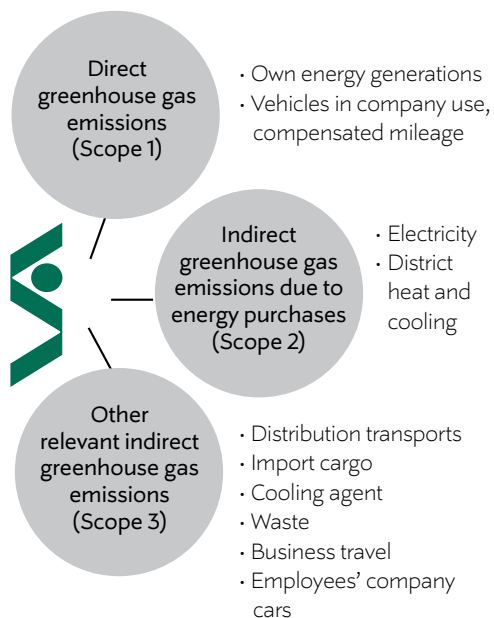 Direct
greenhouse gas
emissions
(Scope 1)
· Own energy generations
· Vehicles in company use,
compensated mileage
Indirect
greenhouse gas
emissions due to
energy purchases
(Scope 2)
· Electricity
· District
heat and
cooling
Other
relevant indirect
greenhouse gas
emissions
(Scope 3)
· Distribution transports
· Import cargo
· Cooling agent
· Waste
· Business travel
· Employees’ company
cars